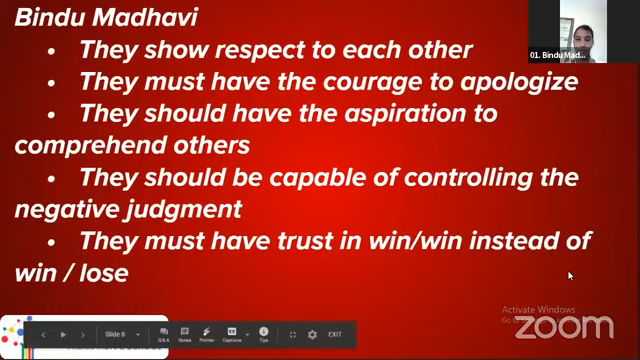 Bindu Madhavi
• They show respect to each other
• They must have the courage to apologize
• They should have the aspiration to
comprehend others
• They should be capable of controlling the
negative judgment
• They must have trust in win/win instead of
win / lose
01. Bindu Mad...
Activate Windows
zoom
Slide 8
Q & A
Notes
Pointer
Captions
Tips
EXIT